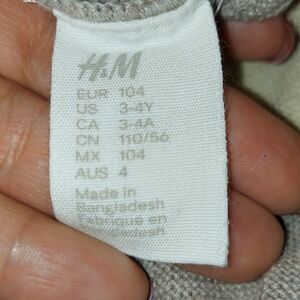 H&M
EUR 104
US 3-4Y
CA 3-4A
CN 110/56
MX 104
AUS 4
Made in
Bangladesh
Fabriqué en
Bangladesh